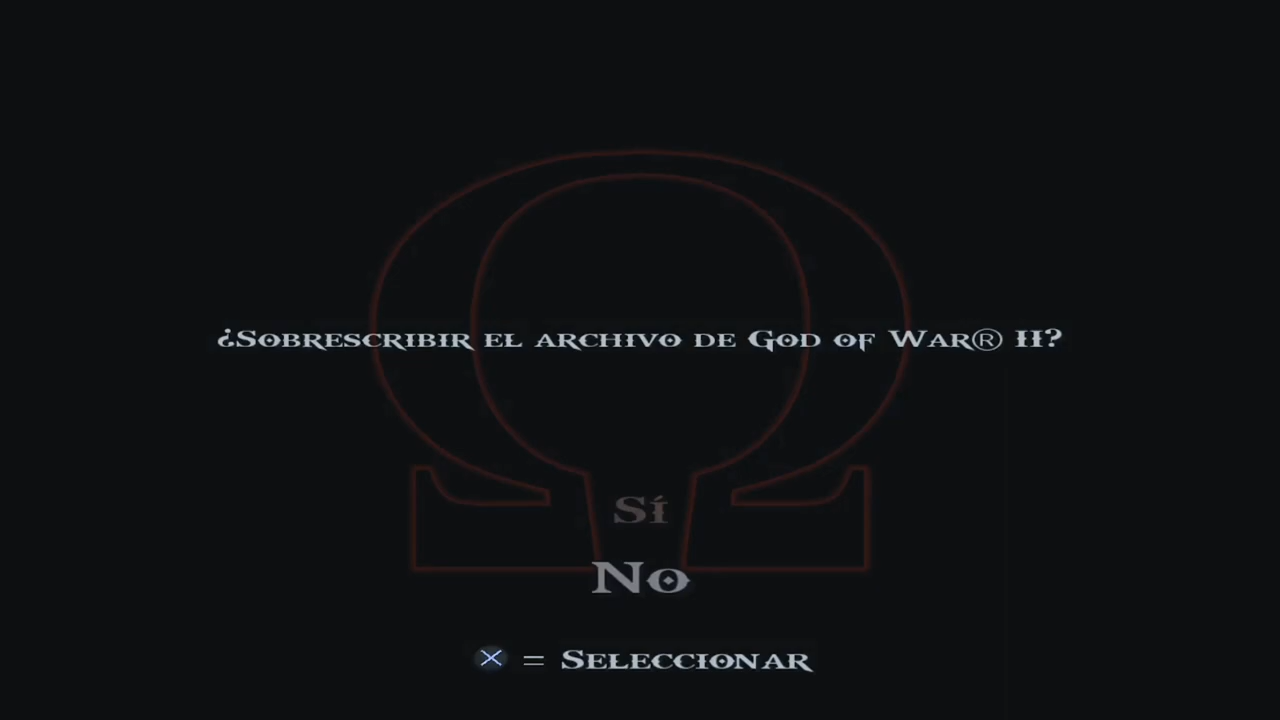 ¿Sobrescribir el archivo de God of War® II?
Sí
No
= Seleccionar